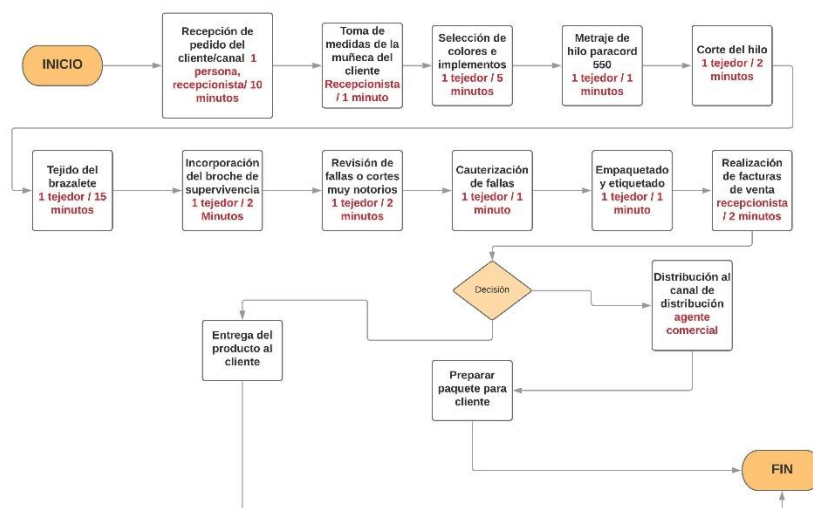 INICIO
Recepción de
pedido del
cliente/canal 1
persona,
recepcionista/ 10
minutos
Toma de
medidas de la
muñeca del
cliente
Recepcionista
/ 1 minuto
Selección de
colores e
implementos
1 tejedor / 5
minutos
Metraje de
hilo paracord
550
1 tejedor / 1
minutos
Corte del hilo
1 tejedor / 2
minutos
Tejido del
brazalete
1 tejedor / 15
minutos
Incorporación
del broche de
supervivencia
1 tejedor / 2
Minutos
Revisión de
fallas o cortes
muy notorios
1 tejedor / 2
minutos
Cauterización
de fallas
1 tejedor / 1
minuto
Empaquetado
y etiquetado
1 tejedor / 1
minuto
Realización
de facturas
de venta
recepcionista
/ 2 minutos
Decisión
Distribución al
canal de
distribución
agente
comercial
Entrega del
producto al
cliente
Preparar
paquete para
cliente
FIN